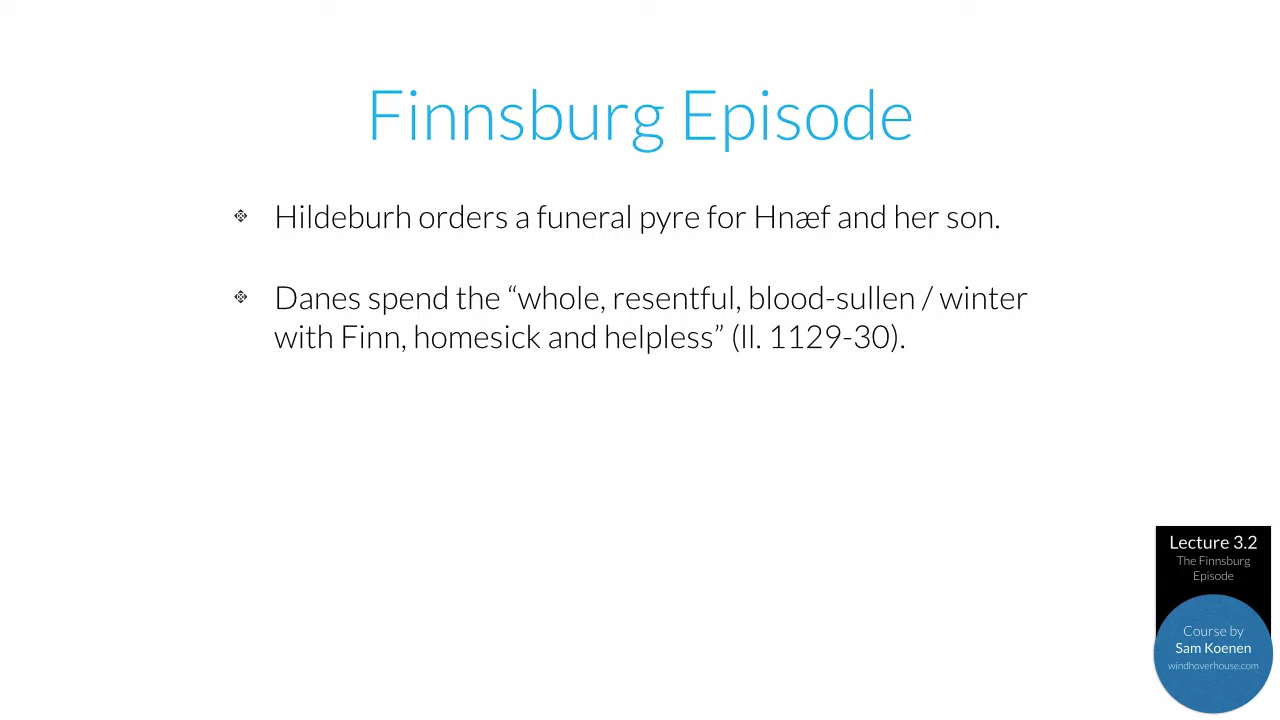 Finnsburg Episode
Hildeburh orders a funeral pyre for Hnæf and her son.
Danes spend the “whole, resentful, blood-sullen / winter
with Finn, homesick and helpless” (ll. 1129-30).
Lecture 3.2
The Finnsburg
Episode
Course by
Sam Koenen
windhoverhouse.com